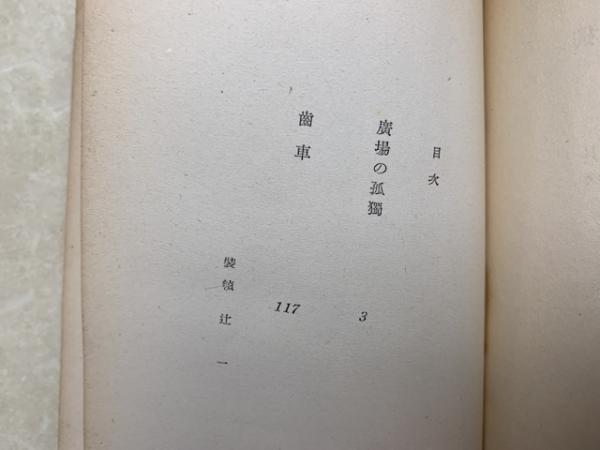 目次
廣場の孤獨 3
齒車 117
裝幀 辻 一